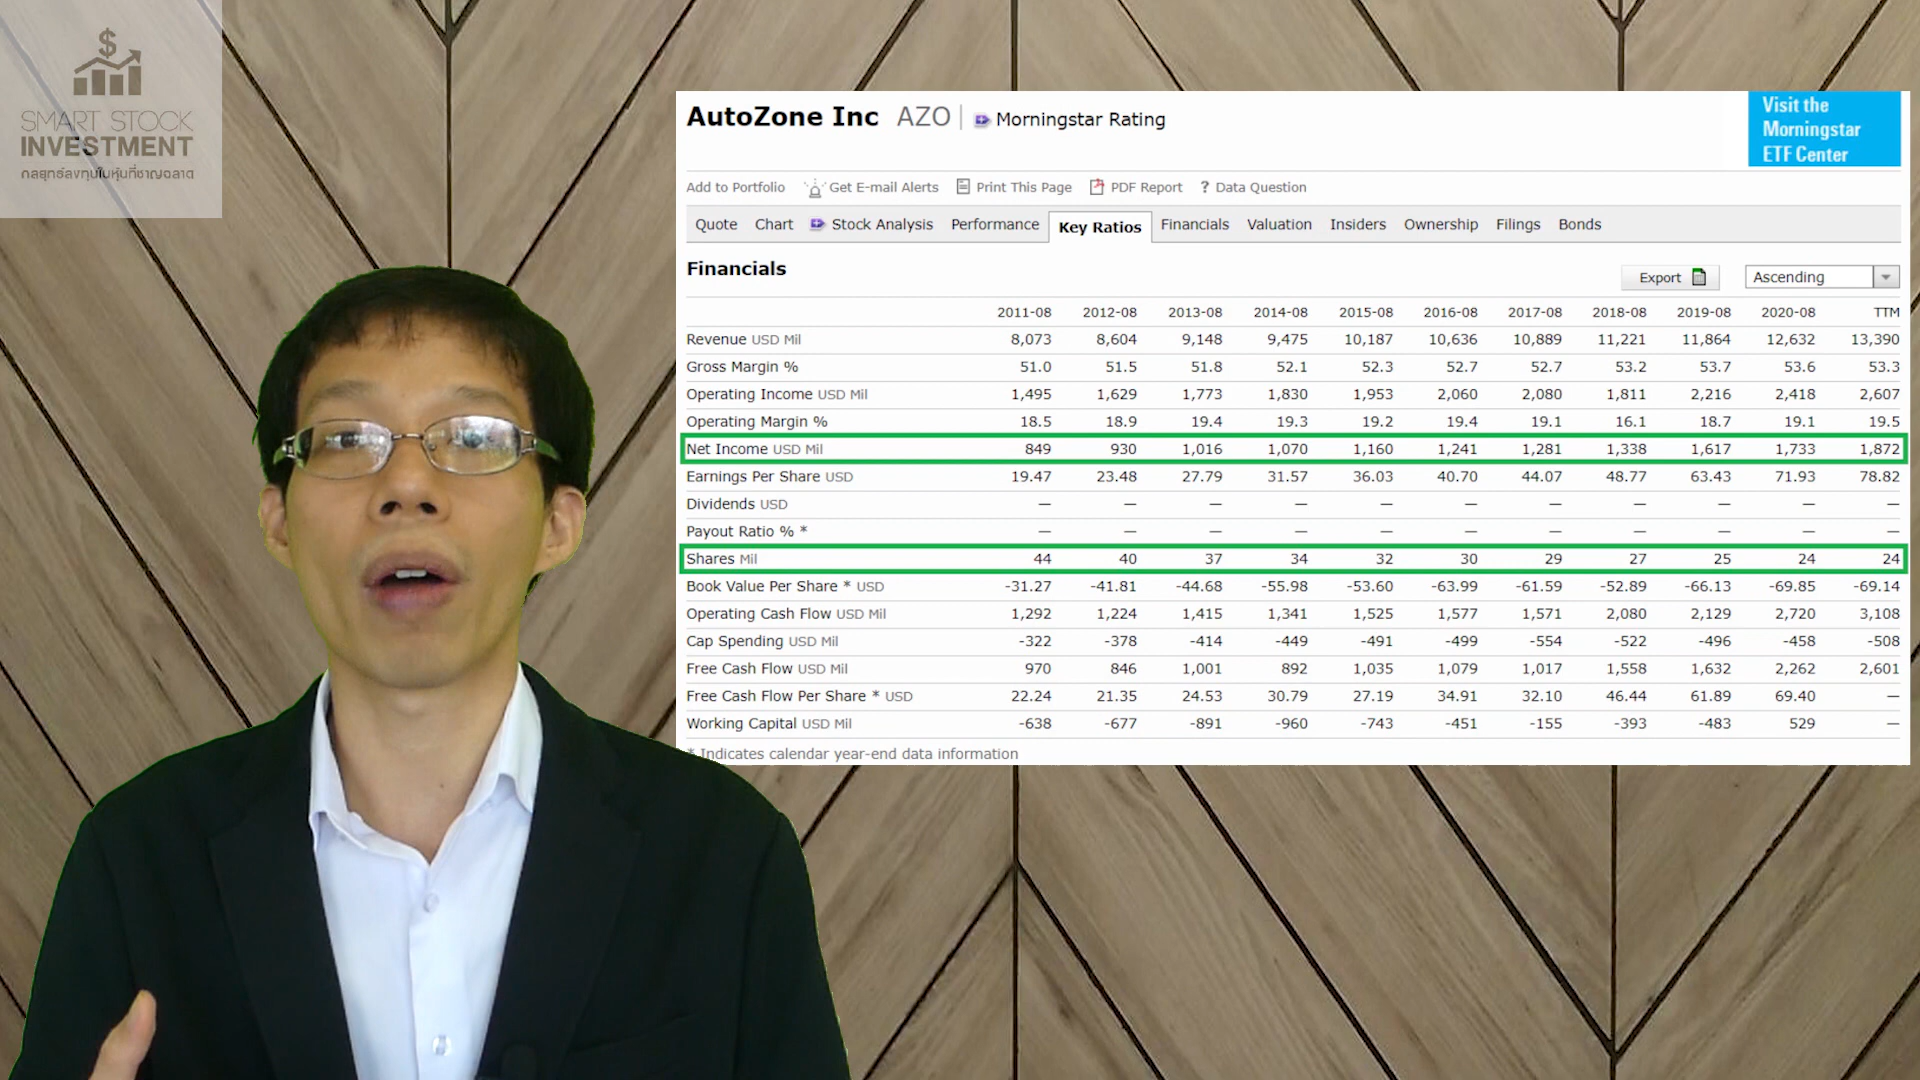 $
SMART STOCK
INVESTMENT
กลยุทธ์ลงทุนในหุ้นที่ชาญฉลาด
AutoZone Inc AZO | Morningstar Rating
Visit the
Morningstar
ETF Center
Add to Portfolio Get E-mail Alerts Print This Page PDF Report ? Data Question
Quote Chart Stock Analysis Performance Key Ratios Financials Valuation Insiders Ownership Filings Bonds
Financials
Export Ascending
2011-08 2012-08 2013-08 2014-08 2015-08 2016-08 2017-08 2018-08 2019-08 2020-08 TTM
Revenue USD Mil 8,073 8,604 9,148 9,475 10,187 10,636 10,889 11,221 11,864 12,632 13,390
Gross Margin % 51.0 51.5 51.8 52.1 52.3 52.7 52.7 53.2 53.7 53.6 53.3
Operating Income USD Mil 1,495 1,629 1,773 1,830 1,953 2,060 2,080 1,811 2,216 2,418 2,607
Operating Margin % 18.5 18.9 19.4 19.3 19.2 19.4 19.1 16.1 18.7 19.1 19.5
Net Income USD Mil 849 930 1,016 1,070 1,160 1,241 1,281 1,338 1,617 1,733 1,872
Earnings Per Share USD 19.47 23.48 27.79 31.57 36.03 40.70 44.07 48.77 63.43 71.93 78.82
Dividends USD — — — — — — — — — — —
Payout Ratio % * — — — — — — — — — — —
Shares Mil 44 40 37 34 32 30 29 27 25 24 24
Book Value Per Share * USD -31.27 -41.81 -44.68 -55.98 -53.60 -63.99 -61.59 -52.89 -66.13 -69.85 -69.14
Operating Cash Flow USD Mil 1,292 1,224 1,415 1,341 1,525 1,577 1,571 2,080 2,129 2,720 3,108
Cap Spending USD Mil -322 -378 -414 -449 -491 -499 -554 -522 -496 -458 -508
Free Cash Flow USD Mil 970 846 1,001 892 1,035 1,079 1,017 1,558 1,632 2,262 2,601
Free Cash Flow Per Share * USD 22.24 21.35 24.53 30.79 27.19 34.91 32.10 46.44 61.89 69.40 —
Working Capital USD Mil -638 -677 -891 -960 -743 -451 -155 -393 -483 529 —
* Indicates calendar year-end data information